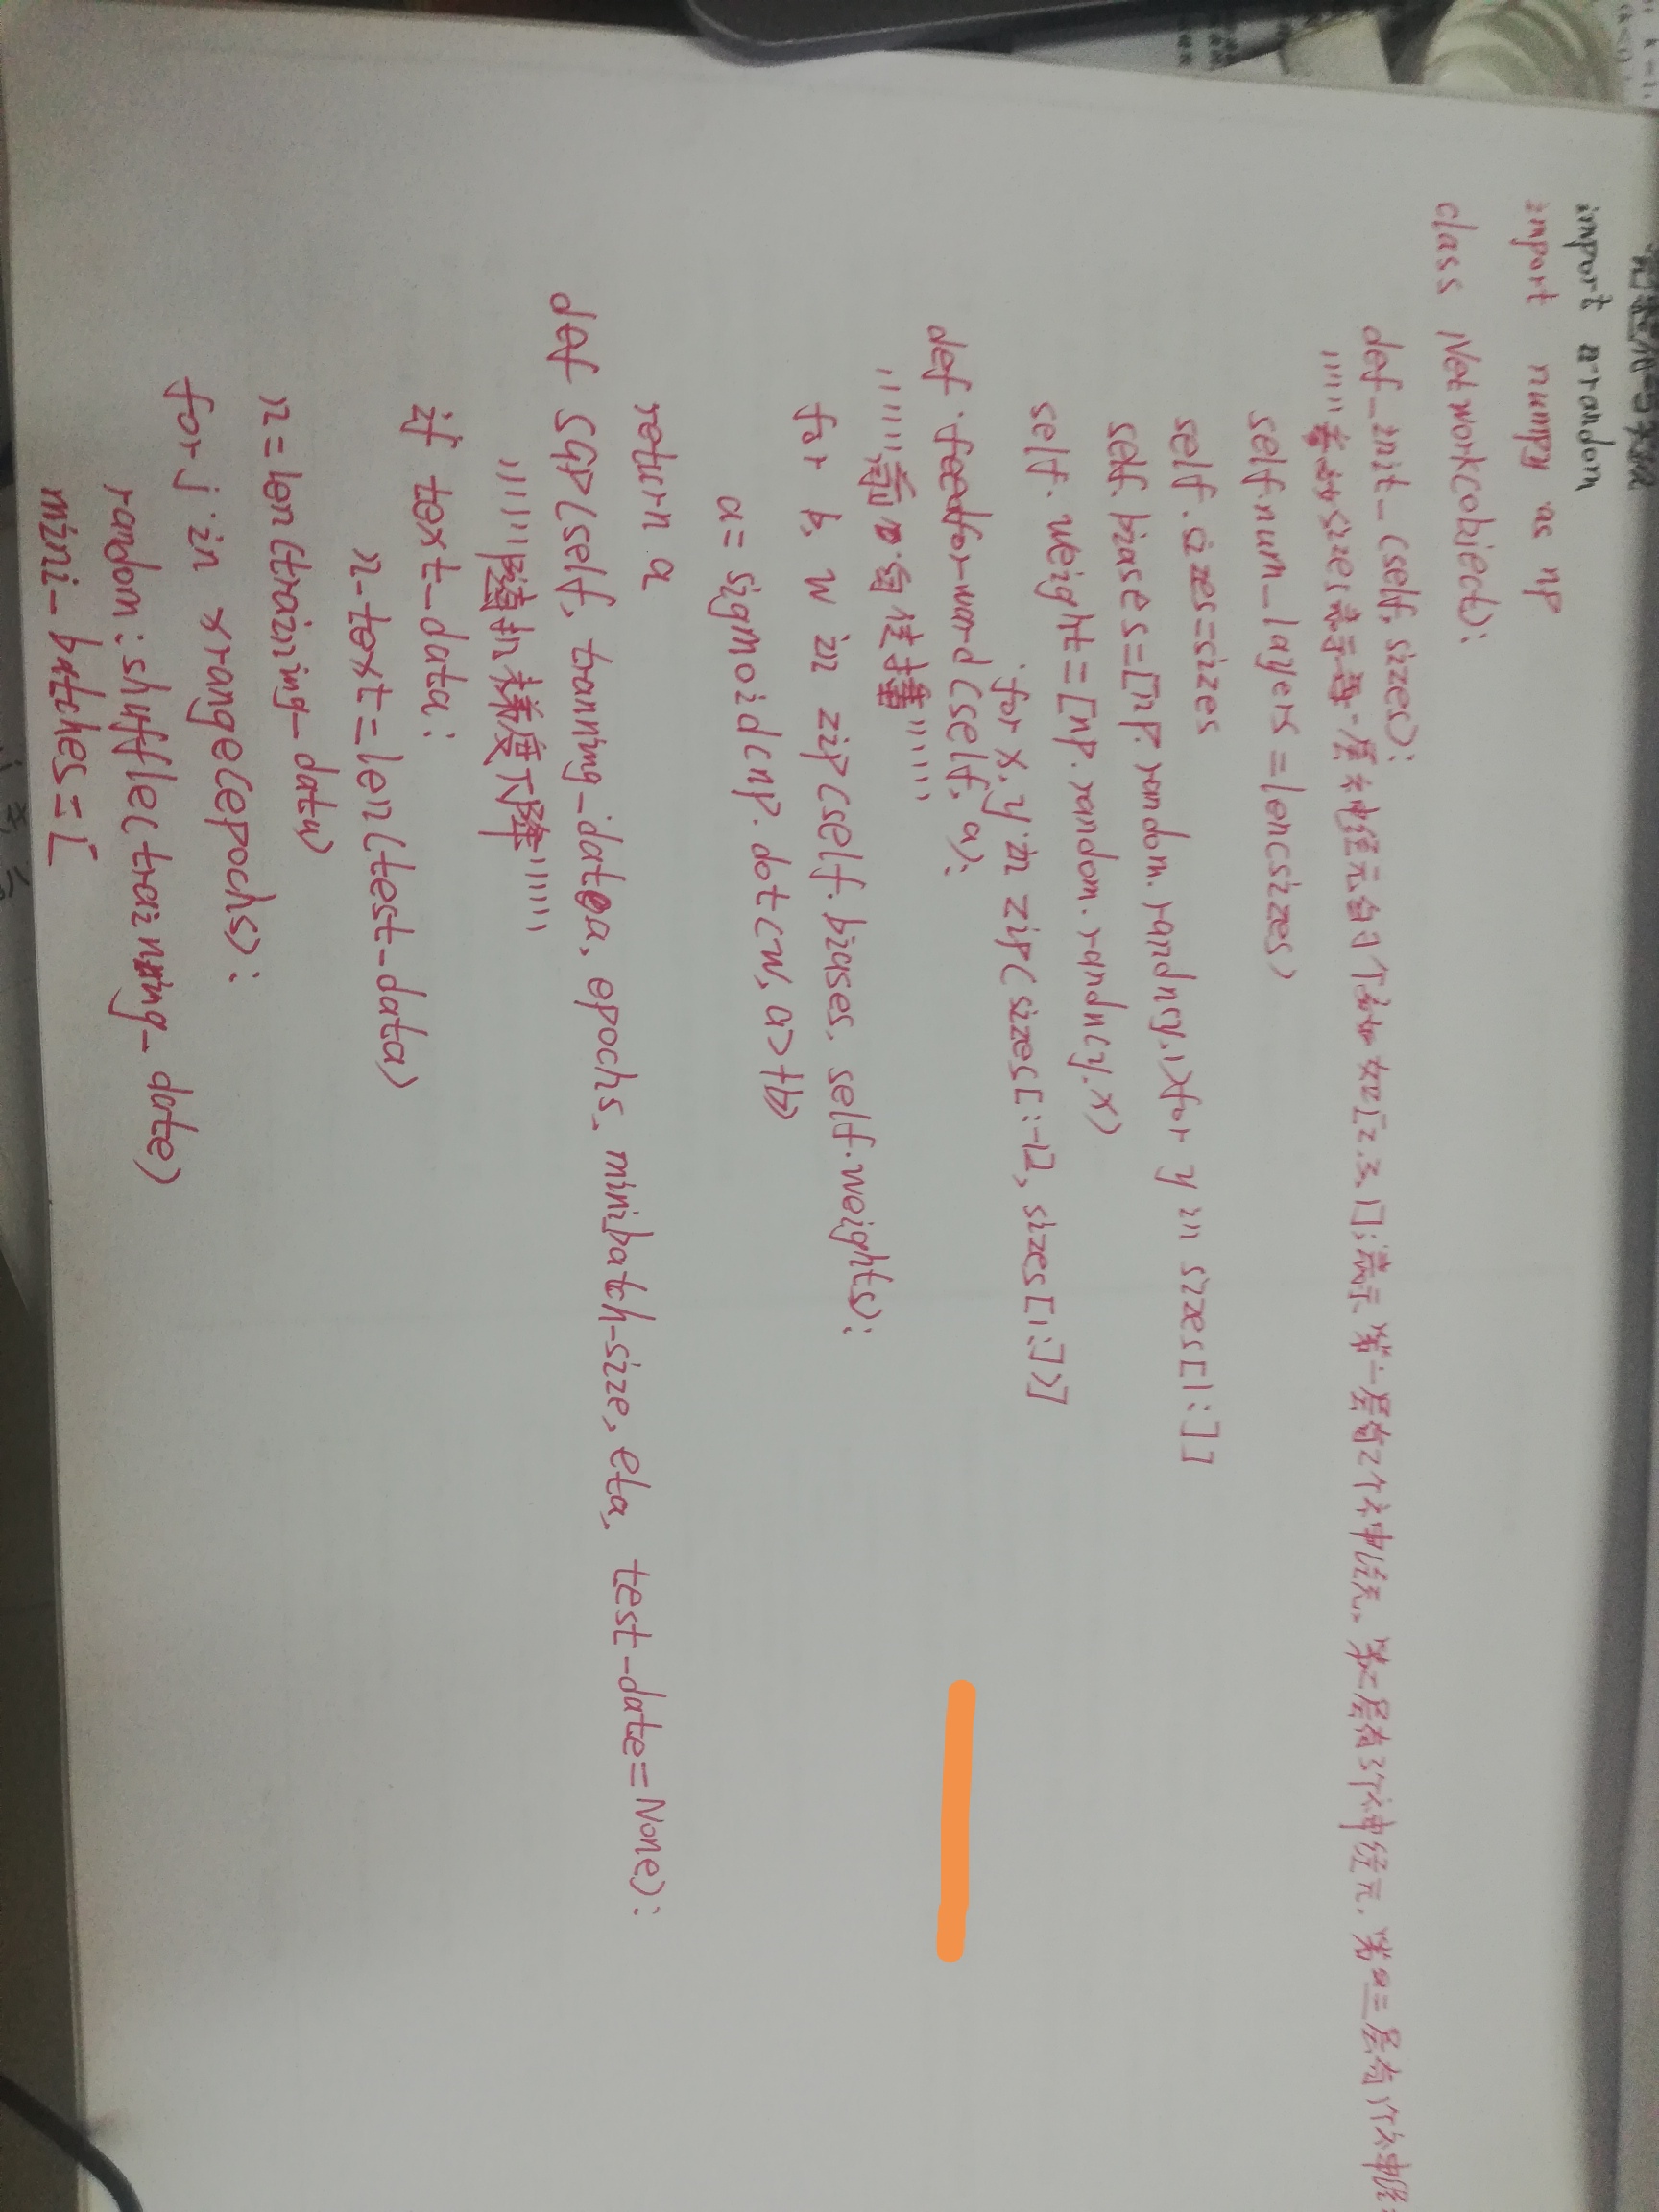 import random
import numpy as np
class Network(object):
def _init_(self, sizes):
""" 参数sizes表示每一层神经元的个数 如[2.3.1];表示 第一层有2个神经元, 第二层有3个神经元, 第三层有1个神经
self.num_layers=len(sizes)
self.sizes=sizes
self.biases=[np.random.randn(y,1)for y in sizes[1:]]
self.weight=[np.random.randn(y.x)
for x.y in zip(sizes[:-1], sizes[1:])]
def feedforward(self, a):
"""前向传播"""
for b, w in zip(self.biases, self.weights):
a=sigmoid(np.dot(w,a)+b)
return a
def SGD(self, tranning_data, epochs, minibatch-size, eta, test-date=None):
"""随机梯度下降"""
if text-data:
n-text=len(test-data)
n=len(training-data)
for j in xrange(epochs):
random:shuffle(training-date)
mini-batches=[